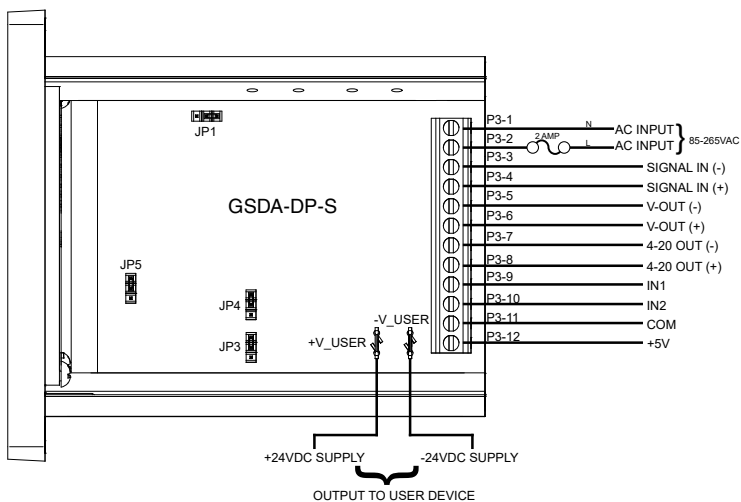 JP1
GSDA-DP-S
JP5
JP4
JP3
-V_USER
+V_USER
P3-1 N AC INPUT
P3-2 2 AMP L AC INPUT
85-265VAC
P3-3 SIGNAL IN (-)
P3-4 SIGNAL IN (+)
P3-5 V-OUT (-)
P3-6 V-OUT (+)
P3-7 4-20 OUT (-)
P3-8 4-20 OUT (+)
P3-9 IN1
P3-10 IN2
P3-11 COM
P3-12 +5V
+24VDC SUPPLY -24VDC SUPPLY
OUTPUT TO USER DEVICE